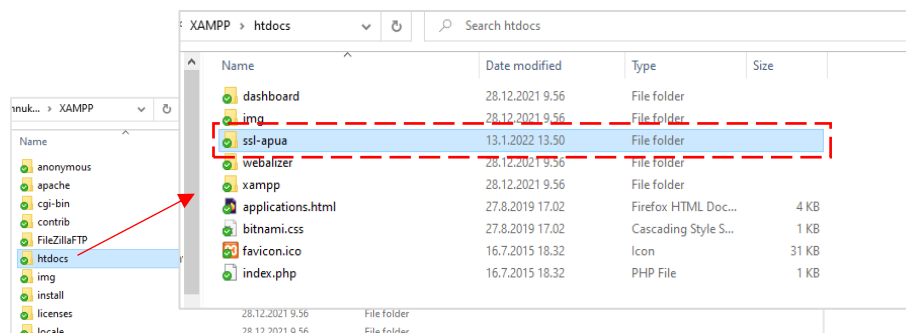 XAMPP > htdocs Search htdocs
Name Date modified Type Size
dashboard 28.12.2021 9.56 File folder
img 28.12.2021 9.56 File folder
ssl-apua 13.1.2022 13.50 File folder
webalizer 28.12.2021 9.56 File folder
xampp 28.12.2021 9.56 File folder
applications.html 27.8.2019 17.02 Firefox HTML Doc... 4 KB
bitnami.css 27.8.2019 17.02 Cascading Style S... 1 KB
favicon.ico 16.7.2015 18.32 Icon 31 KB
index.php 16.7.2015 18.32 PHP File 1 KB
nnuk... > XAMPP
Name
anonymous
apache
cgi-bin
contrib
FileZillaFTP
htdocs
img
install
licenses 28.12.2021 9.56 File folder
locale 28.12.2021 9.56 File folder